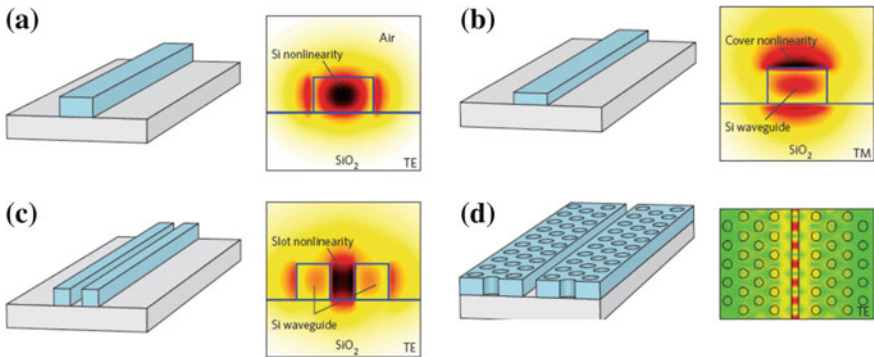 (a)
Air
Si nonlinearity
SiO₂
TE
(b)
Cover nonlinearity
Si waveguide
SiO₂
TM
(c)
Slot nonlinearity
Si waveguide
SiO₂
TE
(d)
TE